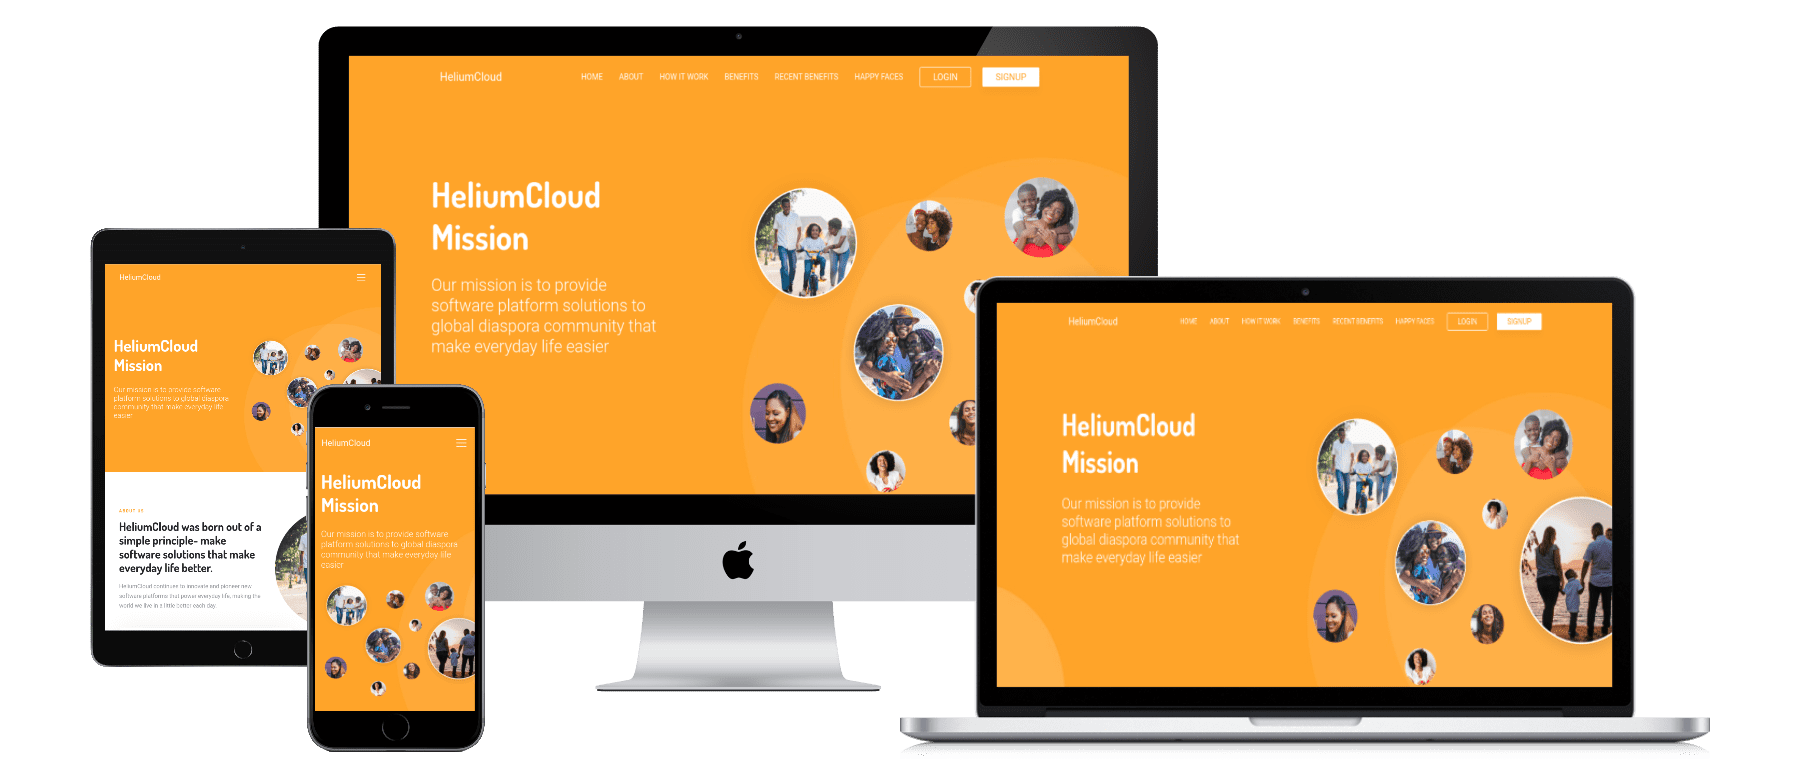 HeliumCloud
HOME
ABOUT
HOW IT WORK
BENEFITS
RECENT BENEFITS
HAPPY FACES
LOGIN
SIGNUP
HeliumCloud
Mission
Our mission is to provide
software platform solutions to
global diaspora community that
make everyday life easier
HeliumCloud
HeliumCloud
Mission
Our mission is to provide software
platform solutions to global diaspora
community that make everyday life
easier
ABOUT US
HeliumCloud was born out of a
simple principle- make
software solutions that make
everyday life better.
HeliumCloud continues to innovate and pioneer new
software platforms that power everyday life, making the
world we live in a little better each day.
HeliumCloud
HeliumCloud
Mission
Our mission is to provide software
platform solutions to global diaspora
community that make everyday life
easier
HeliumCloud
HOME
ABOUT
HOW IT WORK
BENEFITS
RECENT BENEFITS
HAPPY FACES
LOGIN
SIGNUP
HeliumCloud
Mission
Our mission is to provide
software platform solutions to
global diaspora community that
make everyday life easier